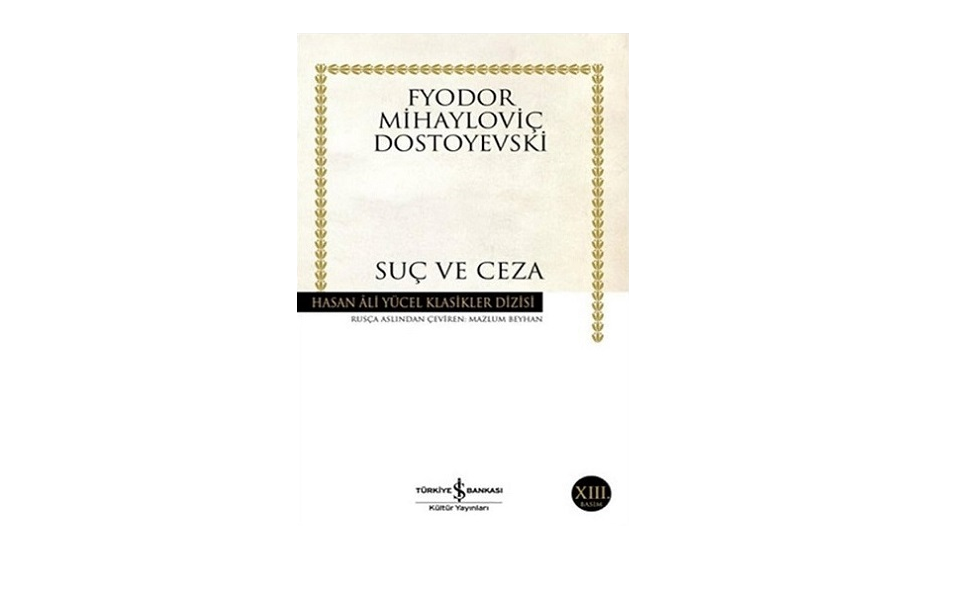 FYODOR
MİHAYLOVİÇ
DOSTOYEVSKİ
SUÇ VE CEZA
HASAN ÂLİ YÜCEL KLASİKLER DİZİSİ
RUSÇA ASLINDAN ÇEVİREN: MAZLUM BEYHAN
TÜRKİYE İŞ BANKASI
Kültür Yayınları
XIII.
BASIM